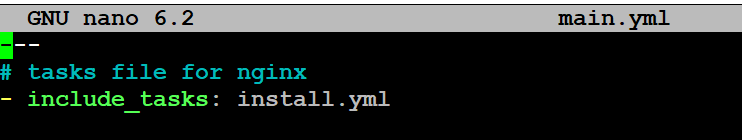 GNU nano 6.2 main.yml
---
# tasks file for nginx
- include_tasks: install.yml